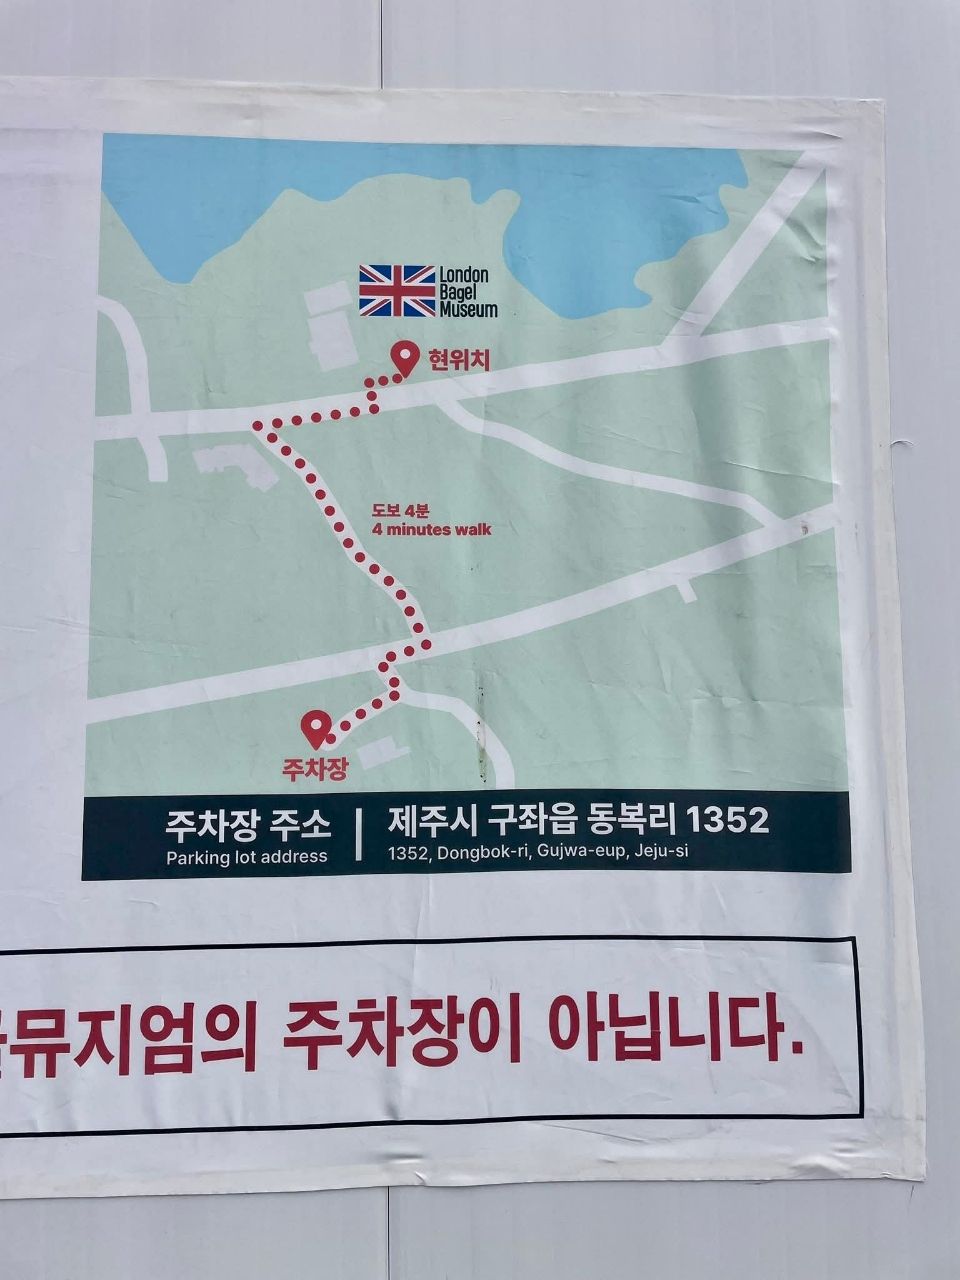 London
Bagel
Museum
현위치
도보 4분
4 minutes walk
주차장
주차장 주소 | 제주시 구좌읍 동복리 1352
Parking lot address 1352, Dongbok-ri, Gujwa-eup, Jeju-si
뮤지엄의 주차장이 아닙니다.